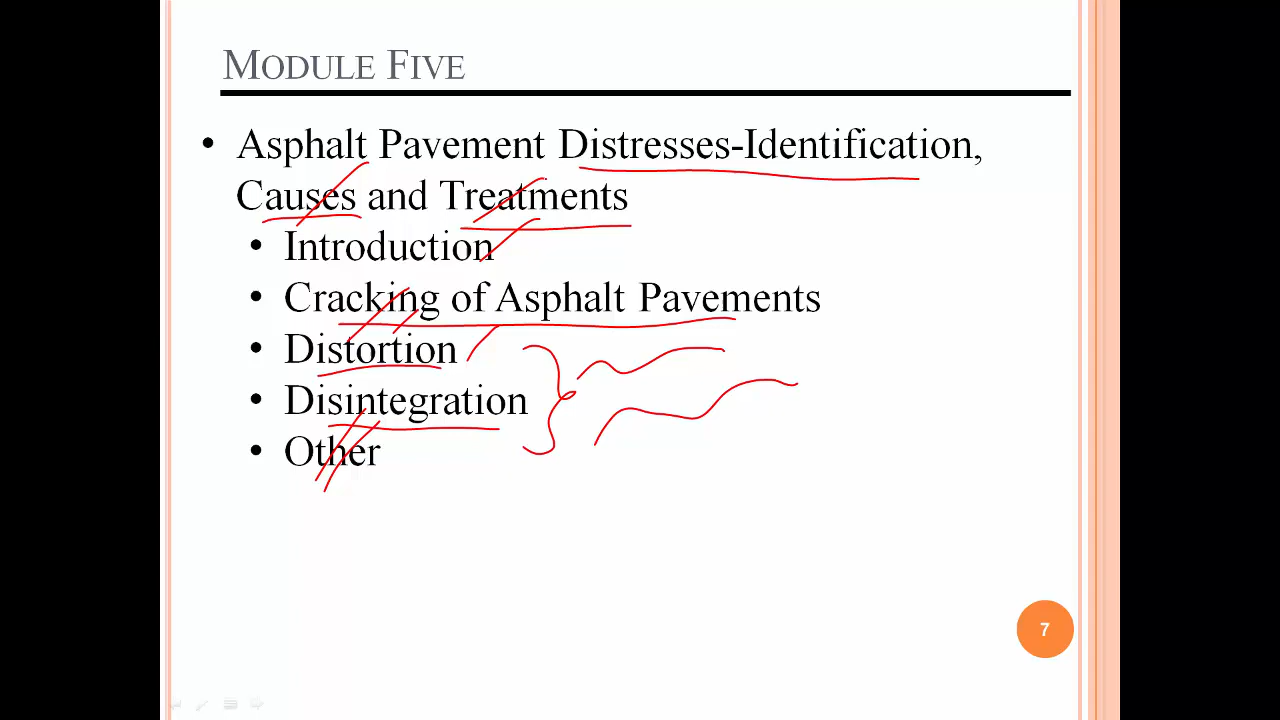 MODULE FIVE
• Asphalt Pavement Distresses-Identification,
Causes and Treatments
• Introduction
• Cracking of Asphalt Pavements
• Distortion
• Disintegration
• Other
7